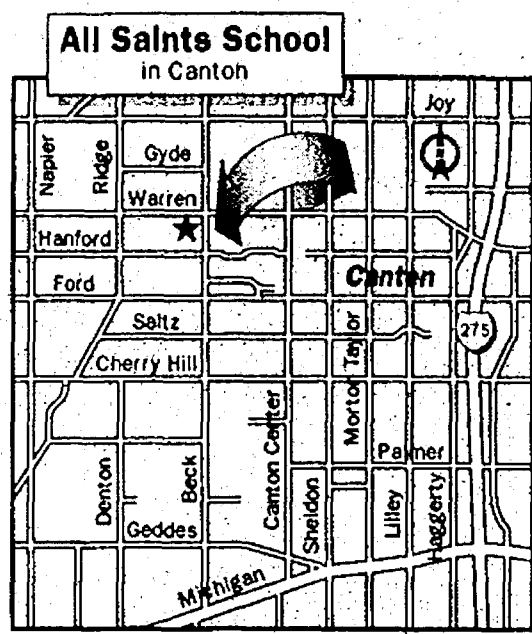 All Saints School
in Canton
Joy
Napier
Ridge
Gyde
Warren
Hanford
Ford
Canton
Saltz
275
Cherry Hill
Morton Taylor
Canton Center
Palmer
Denton
Beck
Sheldon
Lilley
Haggerty
Geddes
Michigan